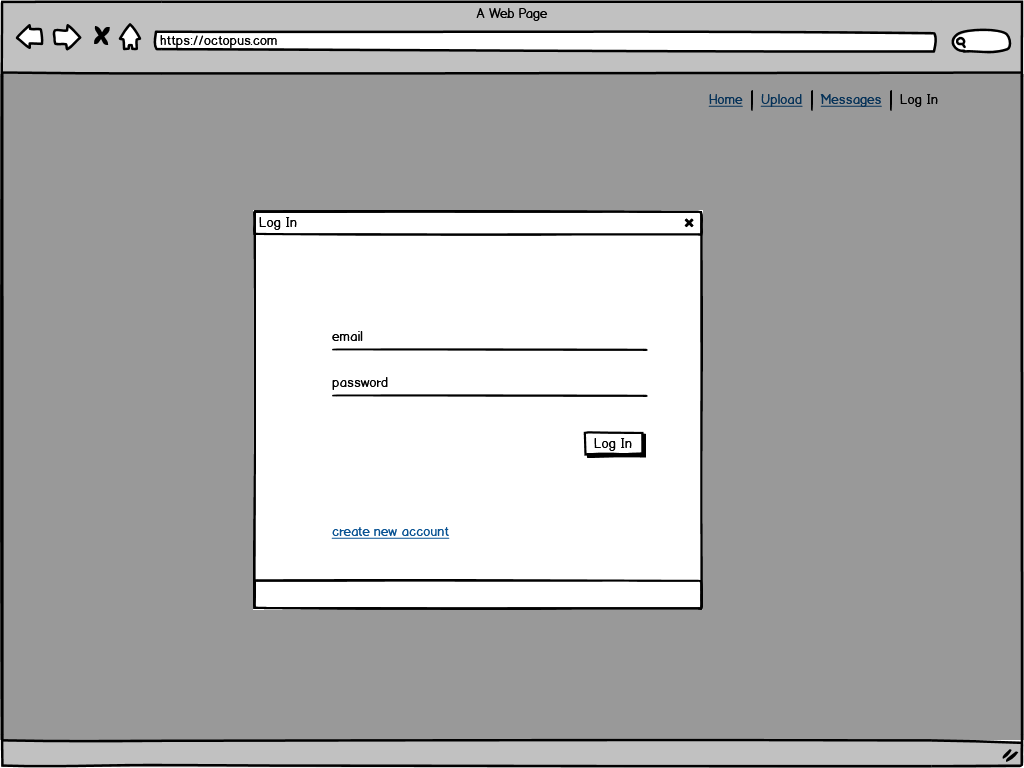 A Web Page
https://octopus.com
Home Upload Messages Log In
Log In
email
password
Log In
create new account